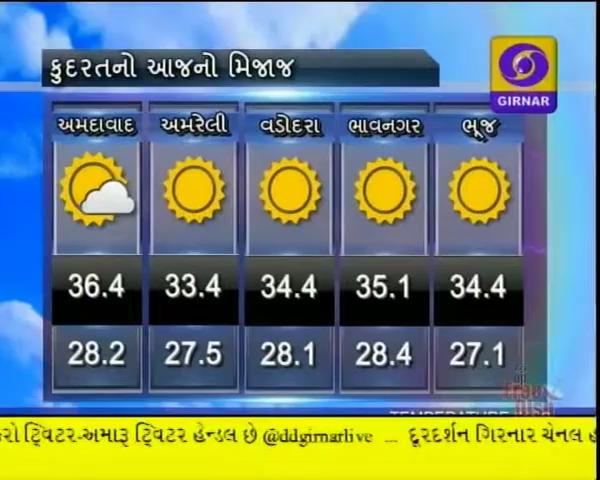 કુદરતનો આજનો મિજાજ
GIRNAR
અમદાવાદ અમરેલી વડોદરા ભાવનગર ભૂજ
36.4 33.4 34.4 35.1 34.4
28.2 27.5 28.1 28.4 27.1
TEMPERATURE
ટ્વિટર-અમારૂ ટ્વિટર હેન્ડલ છે @ddgirnarlive ... દૂરદર્શન ગિરનાર ચેનલ